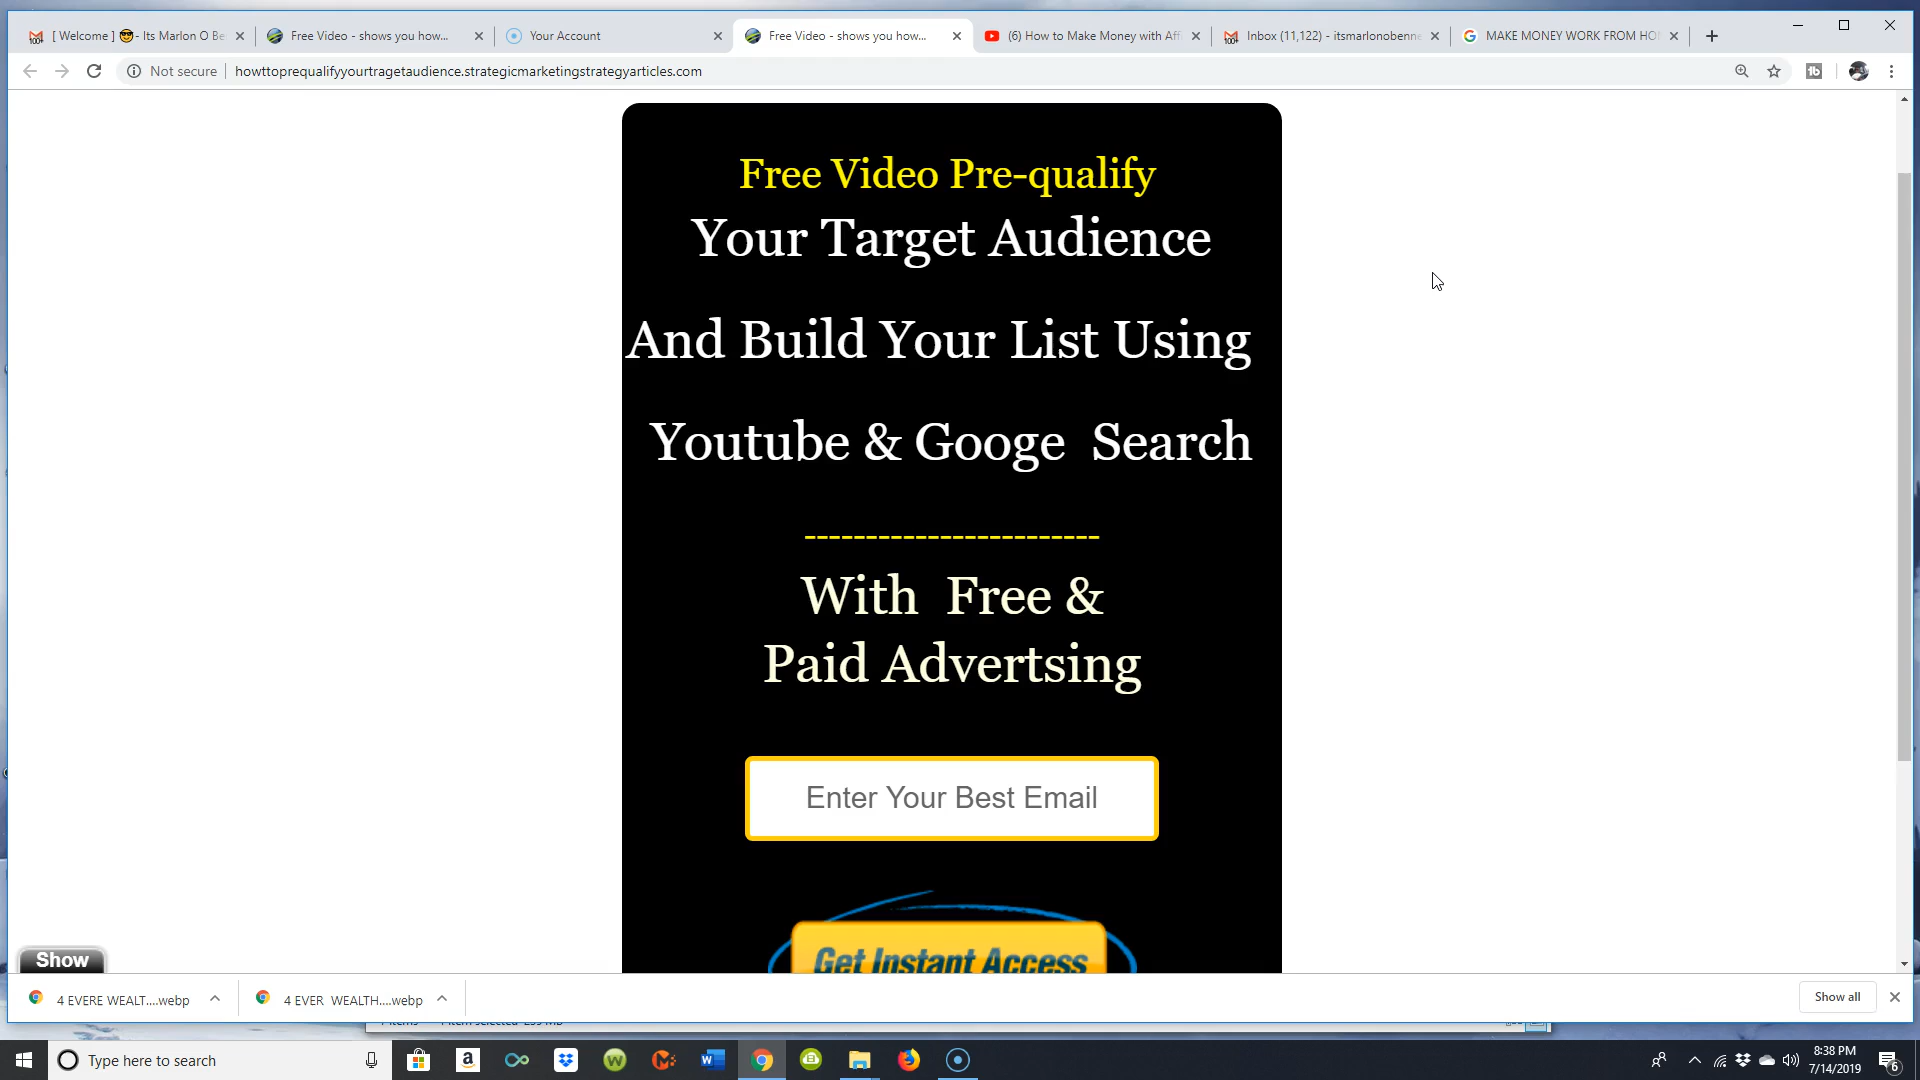 [ Welcome ] 😎 - Its Marlon O Be
Free Video - shows you how...
Your Account
Free Video - shows you how...
(6) How to Make Money with Aff
Inbox (11,122) - itsmarlonobenne
MAKE MONEY WORK FROM HO
Not secure
howttoprequalifyyourtragetaudience.strategicmarketingstrategyarticles.com
Free Video Pre-qualify
Your Target Audience
And Build Your List Using
Youtube & Googe Search
------------------------
With Free &
Paid Advertsing
Enter Your Best Email
Get Instant Access
Show
4 EVERE WEALT....webp
4 EVER WEALTH....webp
Show all
Type here to search
8:38 PM
7/14/2019
6